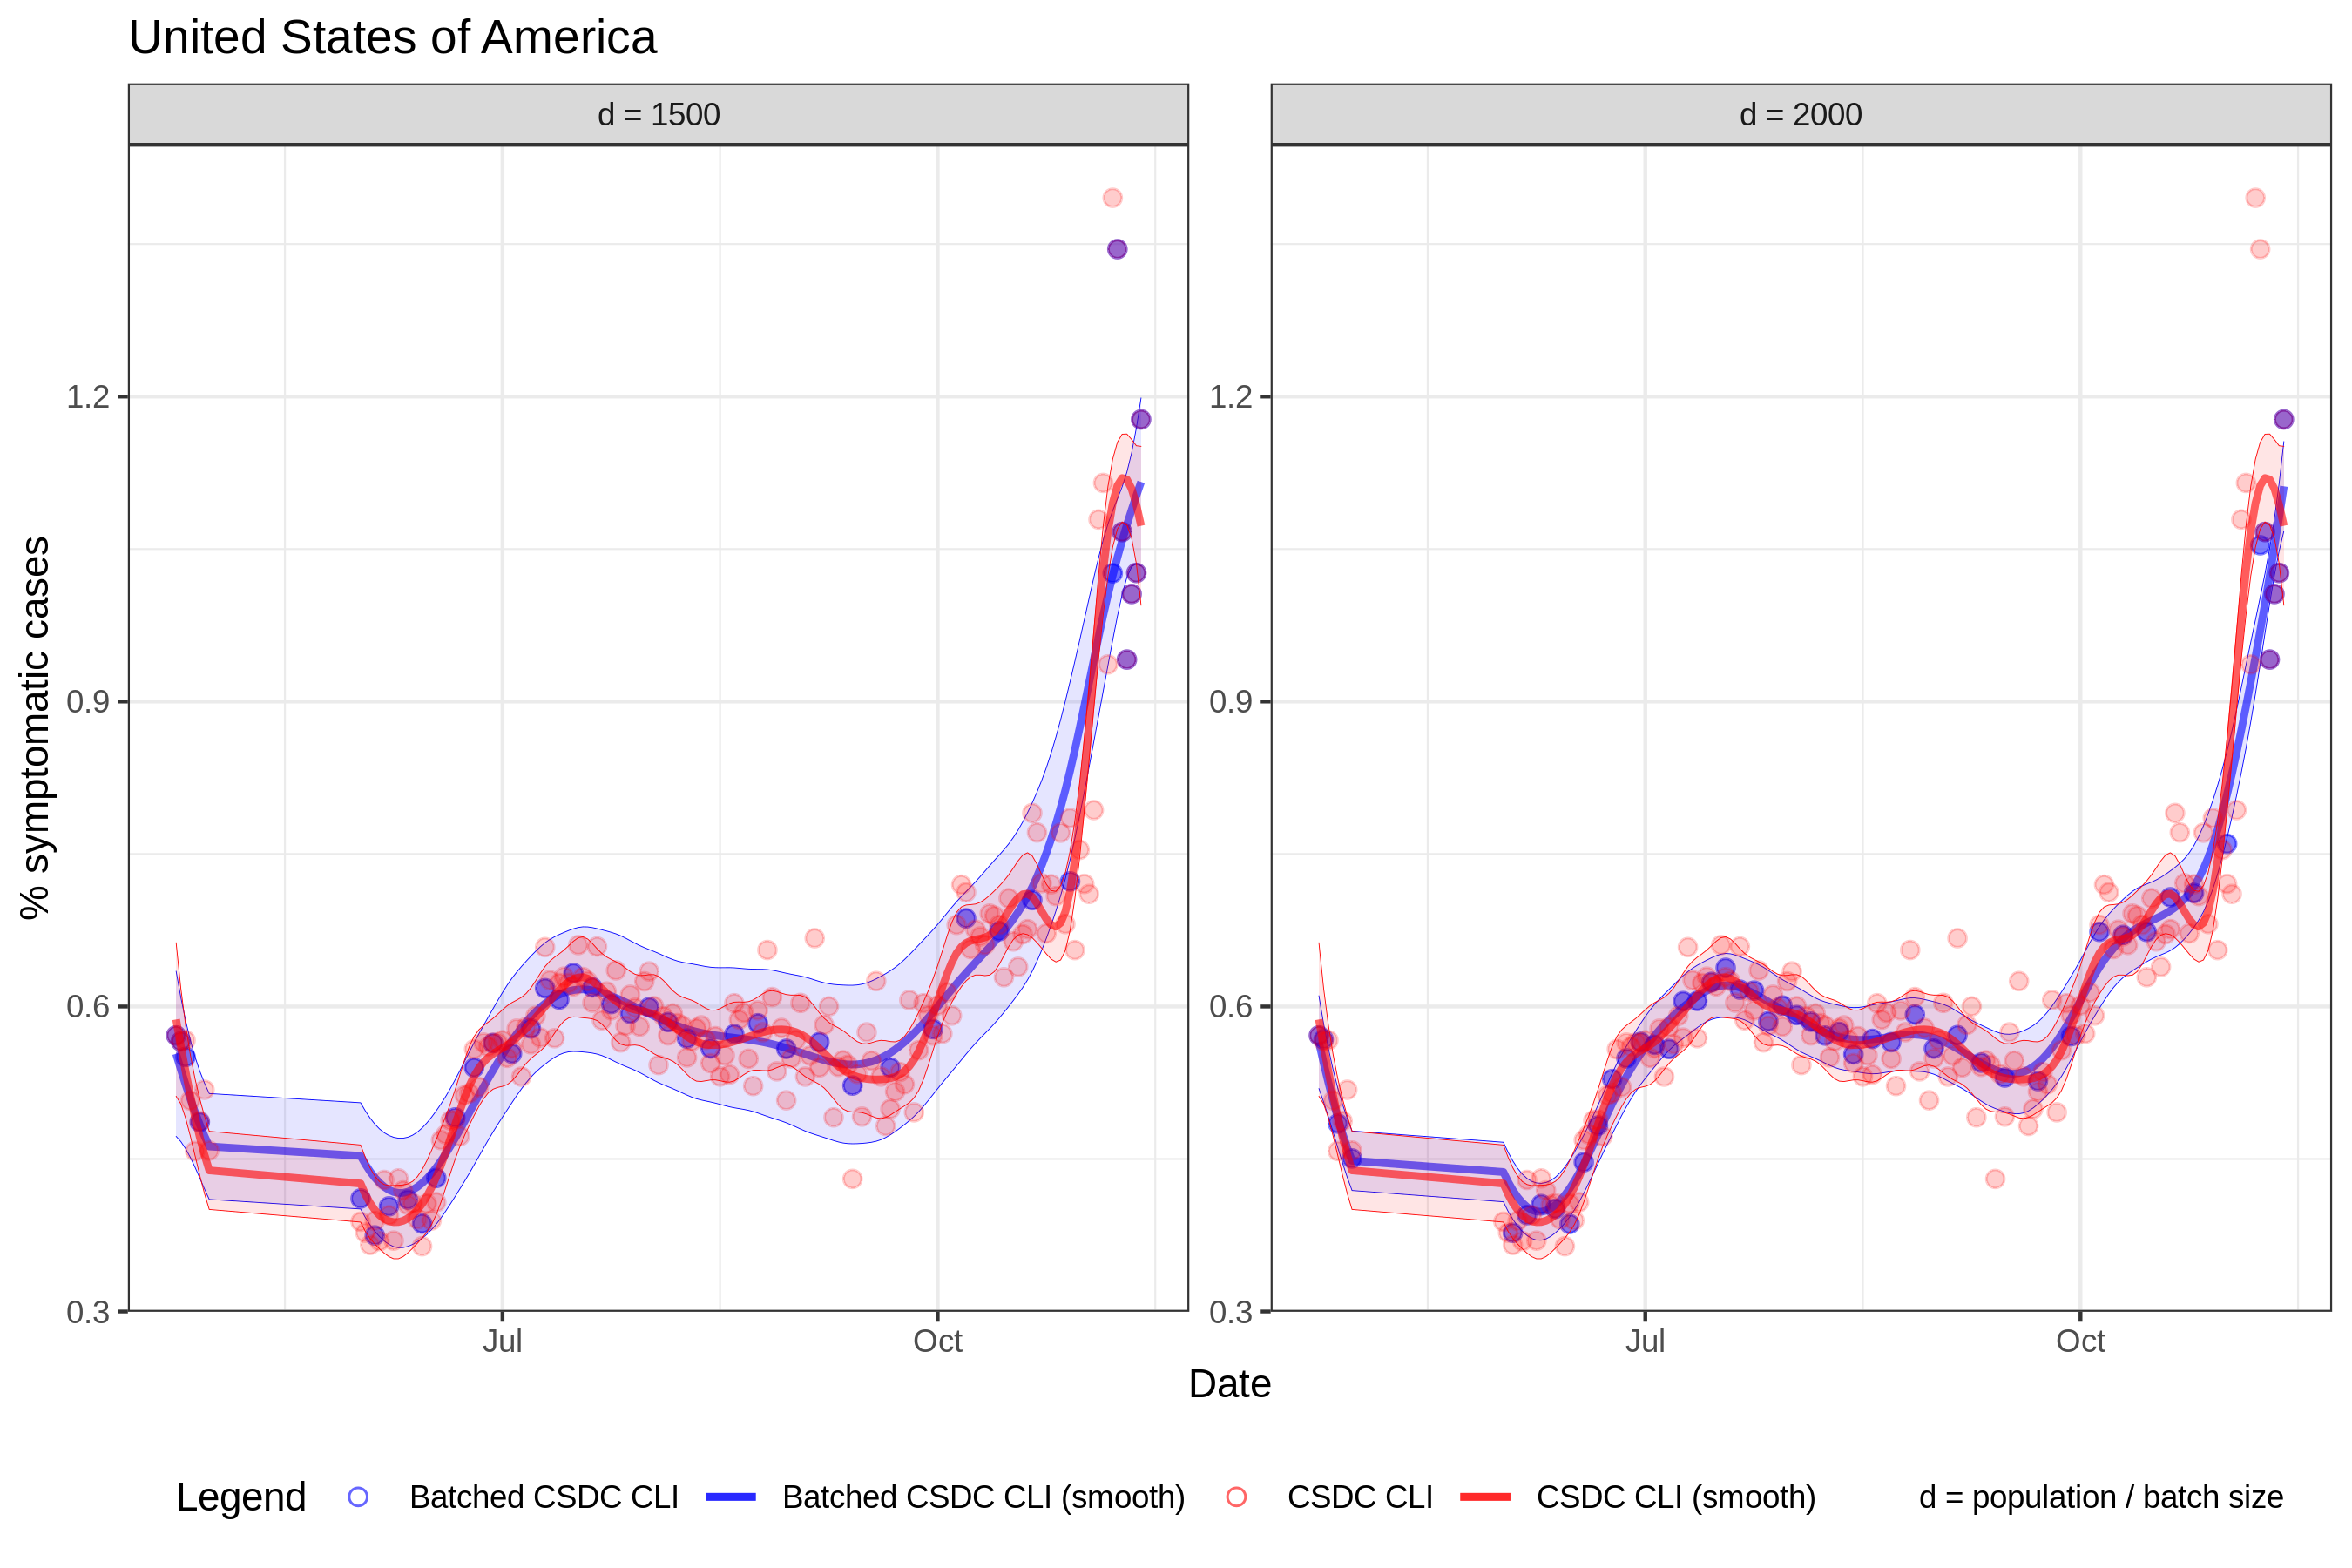 United States of America
d = 1500
d = 2000
% symptomatic cases
1.2
0.9
0.6
0.3
1.2
0.9
0.6
0.3
Jul
Oct
Jul
Oct
Date
Legend Batched CSDC CLI Batched CSDC CLI (smooth) CSDC CLI CSDC CLI (smooth) d = population / batch size